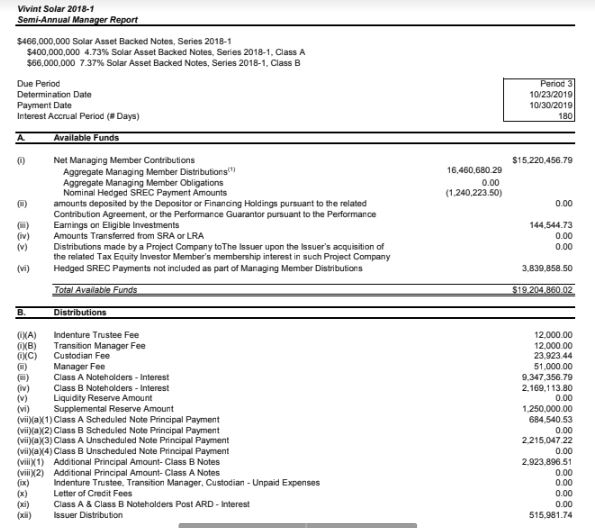 Vivint Solar 2018-1
Semi-Annual Manager Report
$466,000,000 Solar Asset Backed Notes, Series 2018-1
$400,000,000 4.73% Solar Asset Backed Notes, Series 2018-1, Class A
$66,000,000 7.37% Solar Asset Backed Notes, Series 2018-1, Class B
Due Period Period 3
Determination Date 10/23/2019
Payment Date 10/30/2019
Interest Accrual Period (# Days) 180
A. Available Funds
(i) Net Managing Member Contributions $15,220,456.79
Aggregate Managing Member Distributions(1) 16,460,680.29
Aggregate Managing Member Obligations 0.00
Nominal Hedged SREC Payment Amounts (1,240,223.50)
(ii) amounts deposited by the Depositor or Financing Holdings pursuant to the related 0.00
Contribution Agreement, or the Performance Guarantor pursuant to the Performance
(iii) Earnings on Eligible Investments 144,544.73
(iv) Amounts Transferred from SRA or LRA 0.00
(v) Distributions made by a Project Company toThe Issuer upon the Issuer's acquisition of 0.00
the related Tax Equity Investor Member's membership interest in such Project Company
(vi) Hedged SREC Payments not included as part of Managing Member Distributions 3,839,858.50
Total Available Funds $19,204,860.02
B. Distributions
(i)(A) Indenture Trustee Fee 12,000.00
(i)(B) Transition Manager Fee 12,000.00
(i)(C) Custodian Fee 23,923.44
(ii) Manager Fee 51,000.00
(iii) Class A Noteholders - Interest 9,347,356.79
(iv) Class B Noteholders - Interest 2,169,113.80
(v) Liquidity Reserve Amount 0.00
(vi) Supplemental Reserve Amount 1,250,000.00
(vii)(a)(1) Class A Scheduled Note Principal Payment 684,540.53
(vii)(a)(2) Class B Scheduled Note Principal Payment 0.00
(vii)(a)(3) Class A Unscheduled Note Principal Payment 2,215,047.22
(vii)(a)(4) Class B Unscheduled Note Principal Payment 0.00
(viii)(1) Additional Principal Amount- Class B Notes 2,923,896.51
(viii)(2) Additional Principal Amount- Class A Notes 0.00
(ix) Indenture Trustee, Transition Manager, Custodian - Unpaid Expenses 0.00
(x) Letter of Credit Fees 0.00
(xi) Class A & Class B Noteholders Post ARD - Interest 0.00
(xii) Issuer Distribution 515,981.74